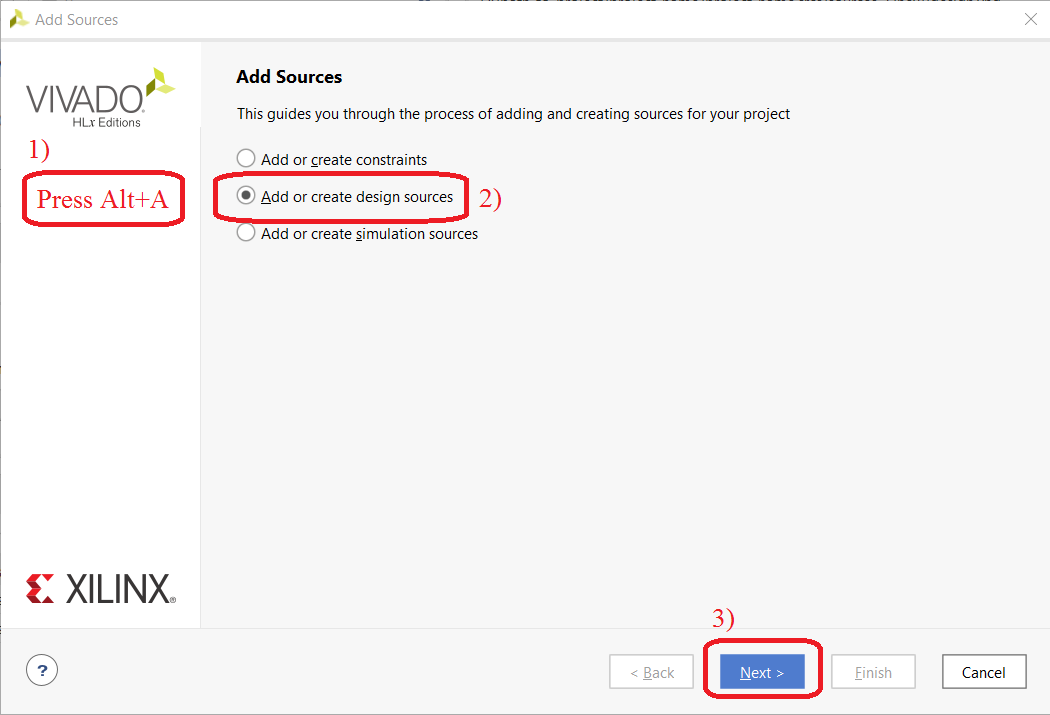 Add Sources
VIVADO
HLx Editions
1)
Press Alt+A
Add Sources
This guides you through the process of adding and creating sources for your project
Add or create constraints
Add or create design sources
2)
Add or create simulation sources
XILINX®
3)
?
< Back
Next >
Finish
Cancel